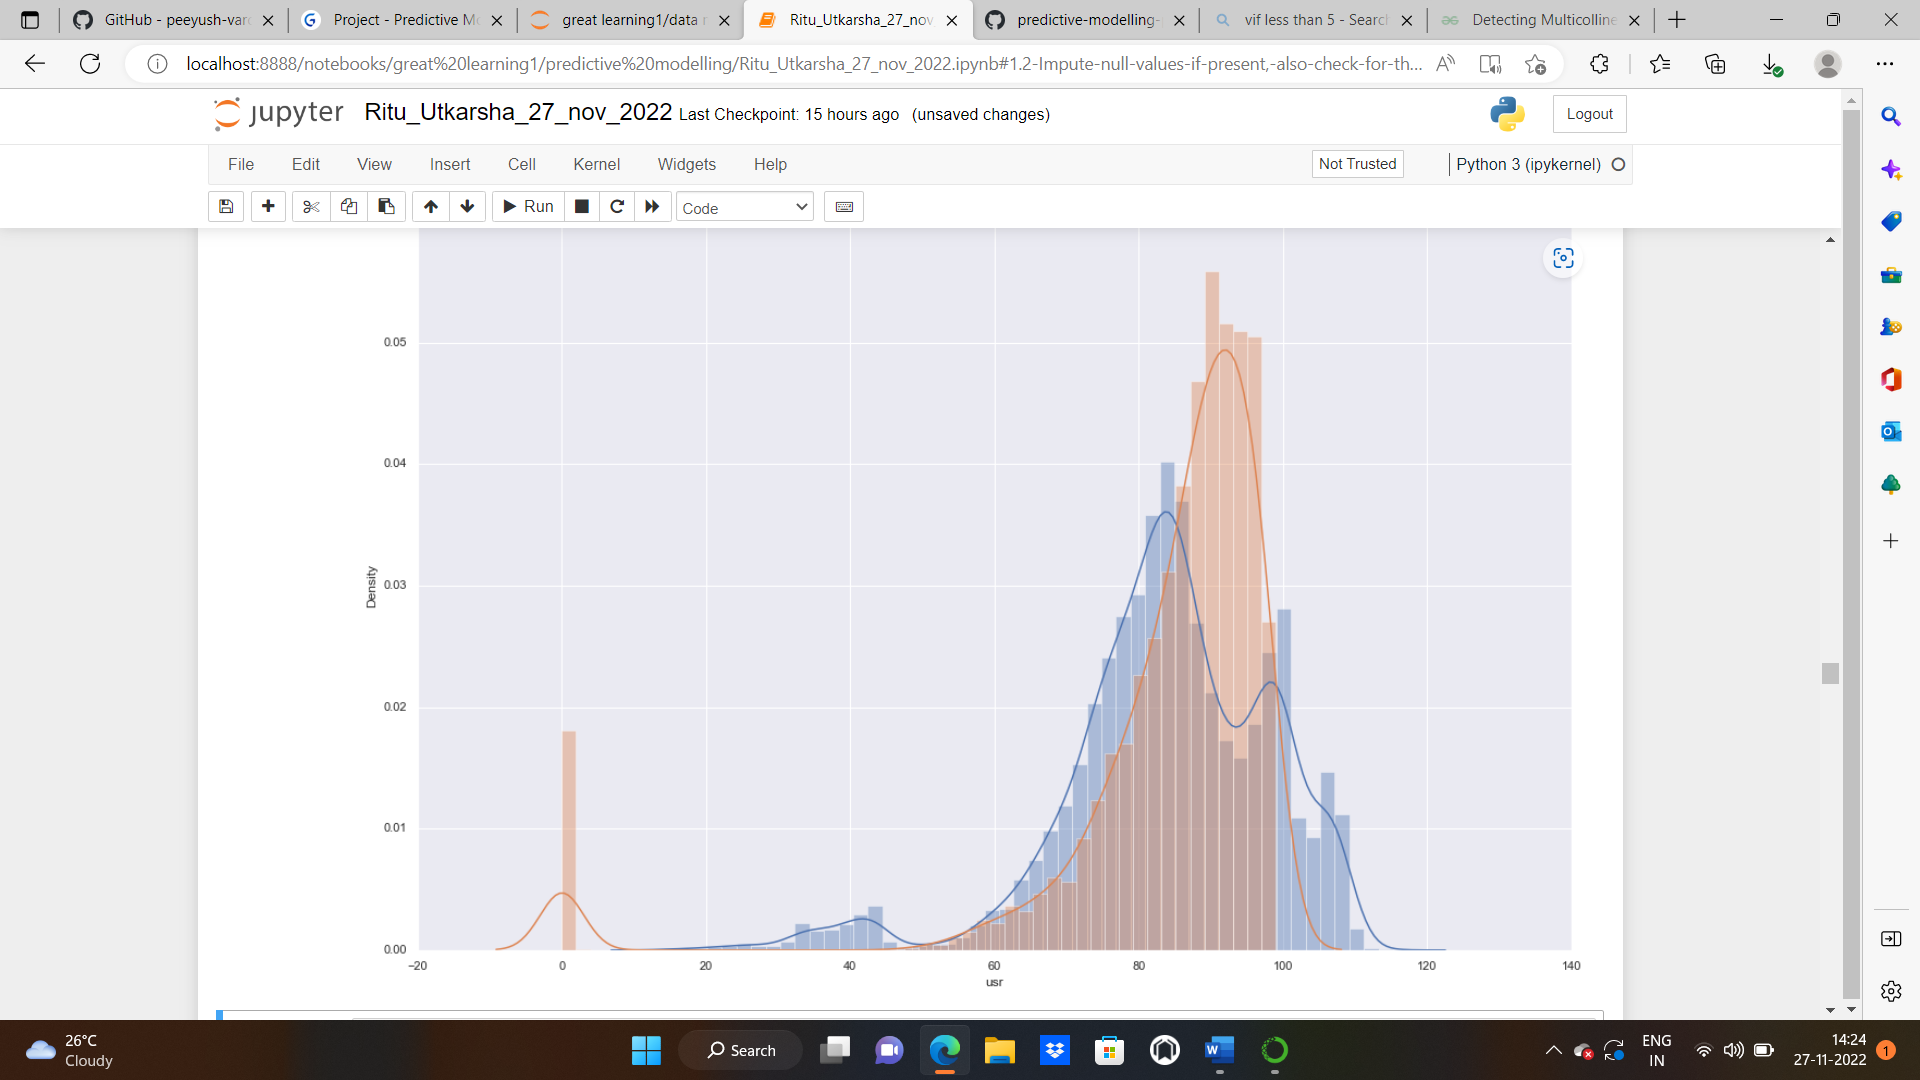 GitHub - peeyush-vard
Project - Predictive Mo
great learning1/data m
Ritu_Utkarsha_27_nov
predictive-modelling-
vif less than 5 - Search
Detecting Multicolline
localhost:8888/notebooks/great%20learning1/predictive%20modelling/Ritu_Utkarsha_27_nov_2022.ipynb#1.2-Impute-null-values-if-present,-also-check-for-th...
jupyter Ritu_Utkarsha_27_nov_2022 Last Checkpoint: 15 hours ago (unsaved changes)
Logout
File Edit View Insert Cell Kernel Widgets Help
Not Trusted
Python 3 (ipykernel)
Run
Code
0.05
0.04
0.03
0.02
0.01
0.00
Density
−20 0 20 40 60 80 100 120 140
usr
26°C
Cloudy
Search
ENG
IN
14:24
27-11-2022
1